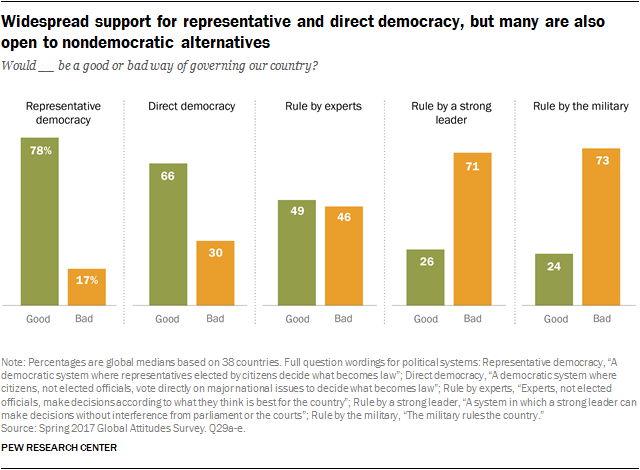 Widespread support for representative and direct democracy, but many are also
open to nondemocratic alternatives
Would __ be a good or bad way of governing our country?
Representative
democracy
Direct democracy
Rule by experts
Rule by a strong
leader
Rule by the military
78%
17%
66
30
49
46
26
71
24
73
Good Bad Good Bad Good Bad Good Bad Good Bad
Note: Percentages are global medians based on 38 countries. Full question wordings for political systems: Representative democracy, “A
democratic system where representatives elected by citizens decide what becomes law”; Direct democracy, “A democratic system where
citizens, not elected officials, vote directly on major national issues to decide what becomes law”; Rule by experts, “Experts, not elected
officials, make decisions according to what they think is best for the country”; Rule by a strong leader, “A system in which a strong leader can
make decisions without interference from parliament or the courts”; Rule by the military, “The military rules the country.”
Source: Spring 2017 Global Attitudes Survey. Q29a-e.
PEW RESEARCH CENTER